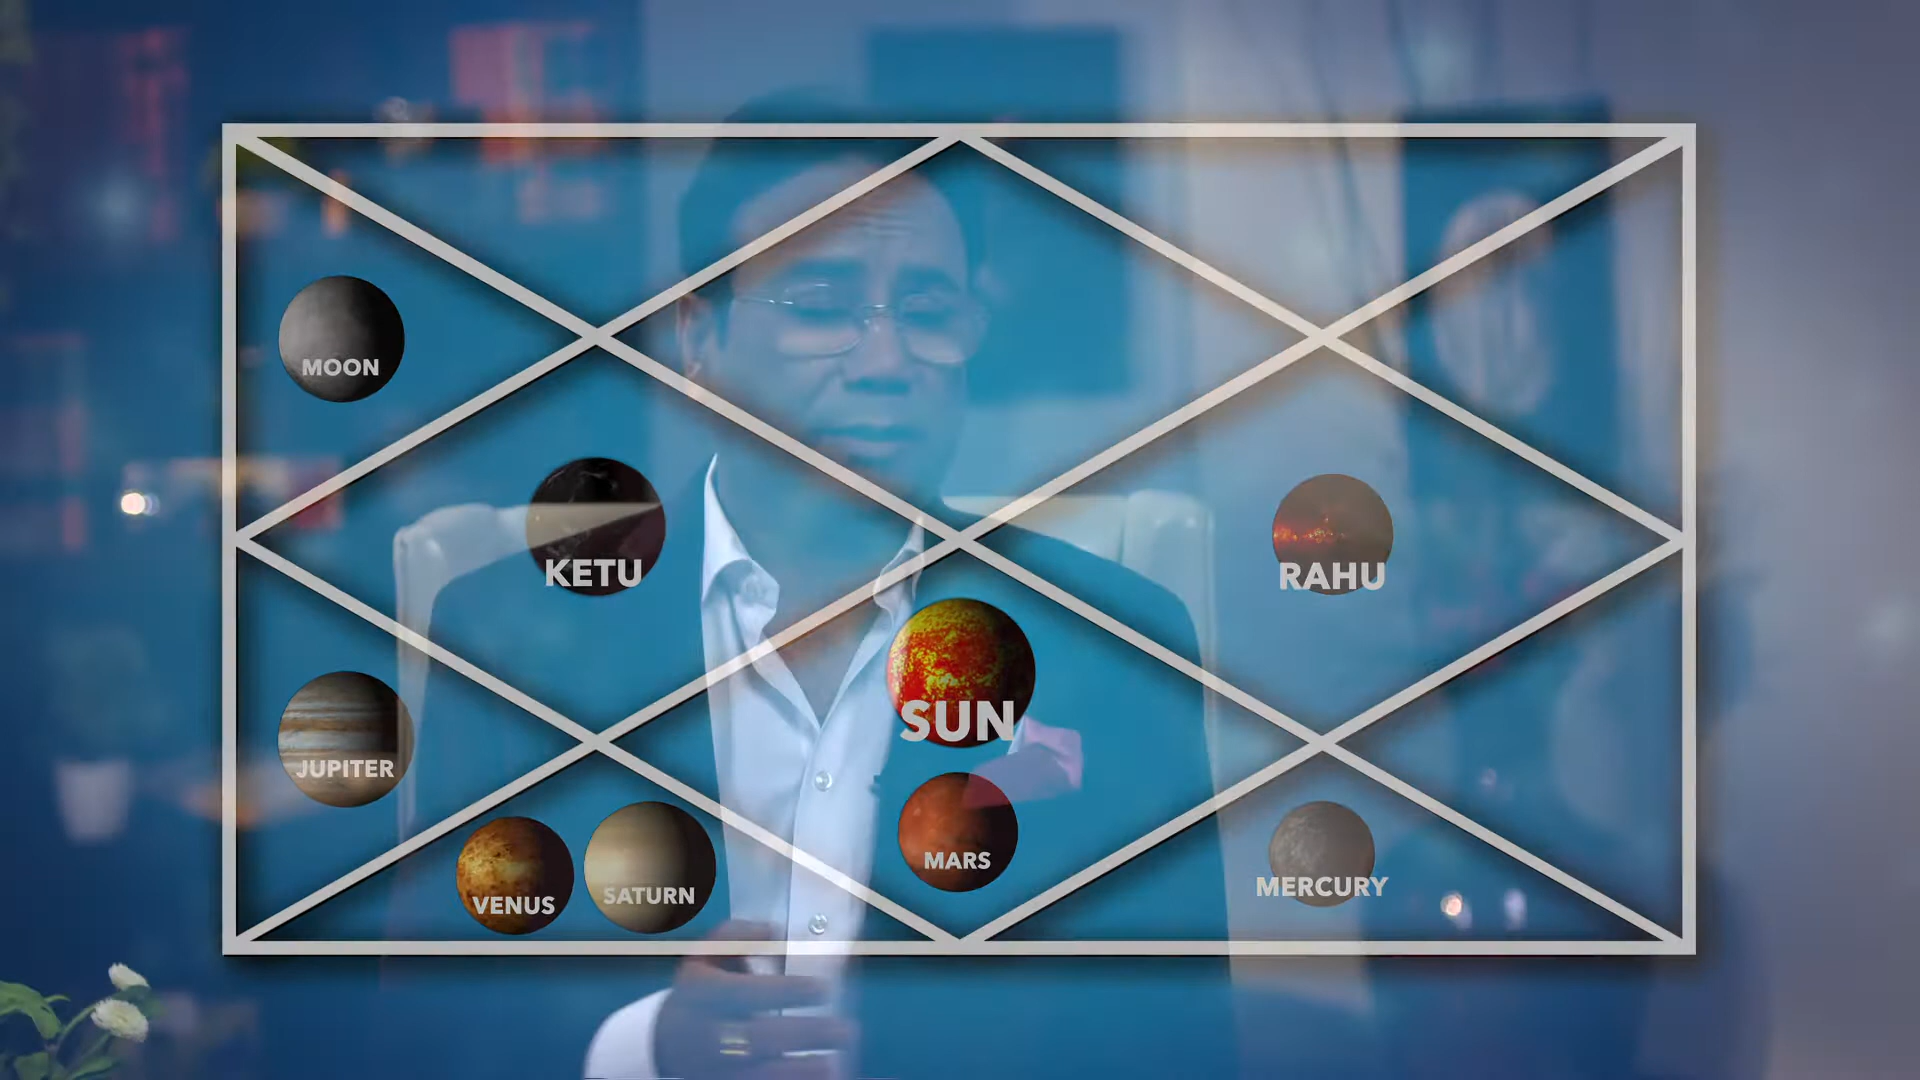 MOON
KETU
RAHU
SUN
JUPITER
MARS
VENUS
SATURN
MERCURY